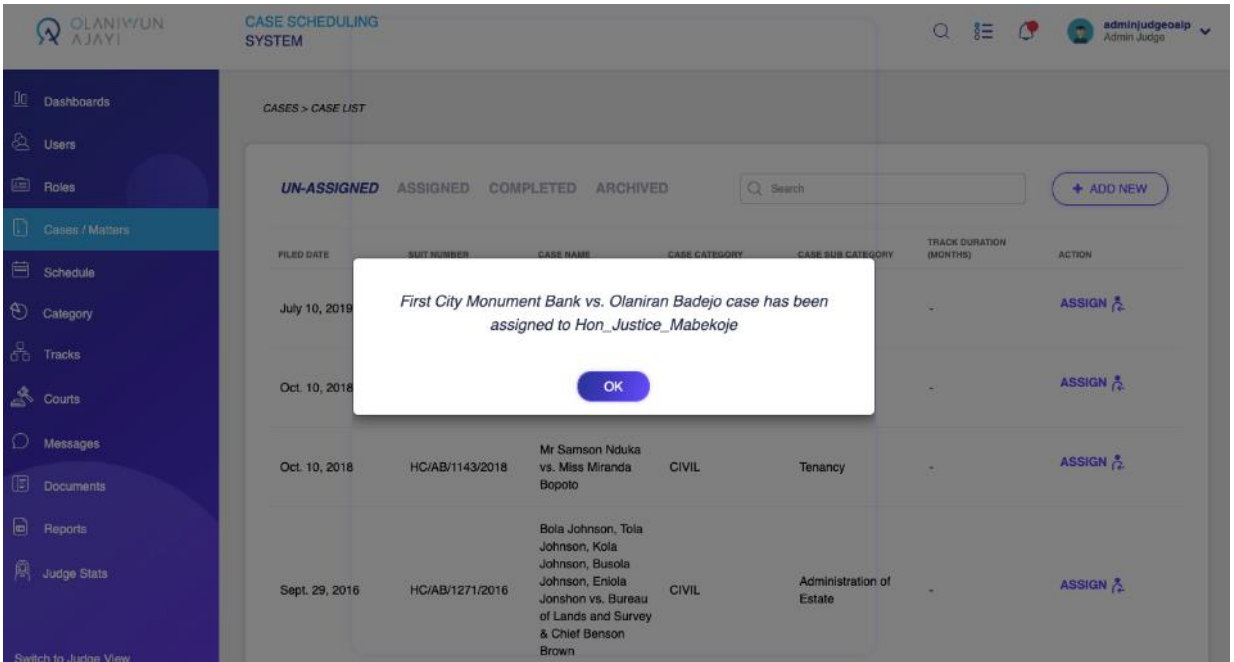 OLANIWUN
AJAYI
CASE SCHEDULING
SYSTEM
adminjudgeoalp
Admin Judge
Dashboards
Users
Roles
Cases / Matters
Schedule
Category
Tracks
Courts
Messages
Documents
Reports
Judge Stats
Switch to Judge View
CASES > CASE LIST
UN-ASSIGNED ASSIGNED COMPLETED ARCHIVED Search + ADD NEW
FILED DATE SUIT NUMBER CASE NAME CASE CATEGORY CASE SUB CATEGORY TRACK DURATION
(MONTHS) ACTION
First City Monument Bank vs. Olaniran Badejo case has been
assigned to Hon_Justice_Mabekoje
OK
July 10, 2019 - ASSIGN
Oct. 10, 2018 - ASSIGN
Oct. 10, 2018 HC/AB/1143/2018 Mr Samson Nduka
vs. Miss Miranda
Bopoto CIVIL Tenancy - ASSIGN
Sept. 29, 2016 HC/AB/1271/2016 Bola Johnson, Tola
Johnson, Kola
Johnson, Busola
Johnson, Eniola
Jonshon vs. Bureau
of Lands and Survey
& Chief Benson
Brown CIVIL Administration of
Estate - ASSIGN